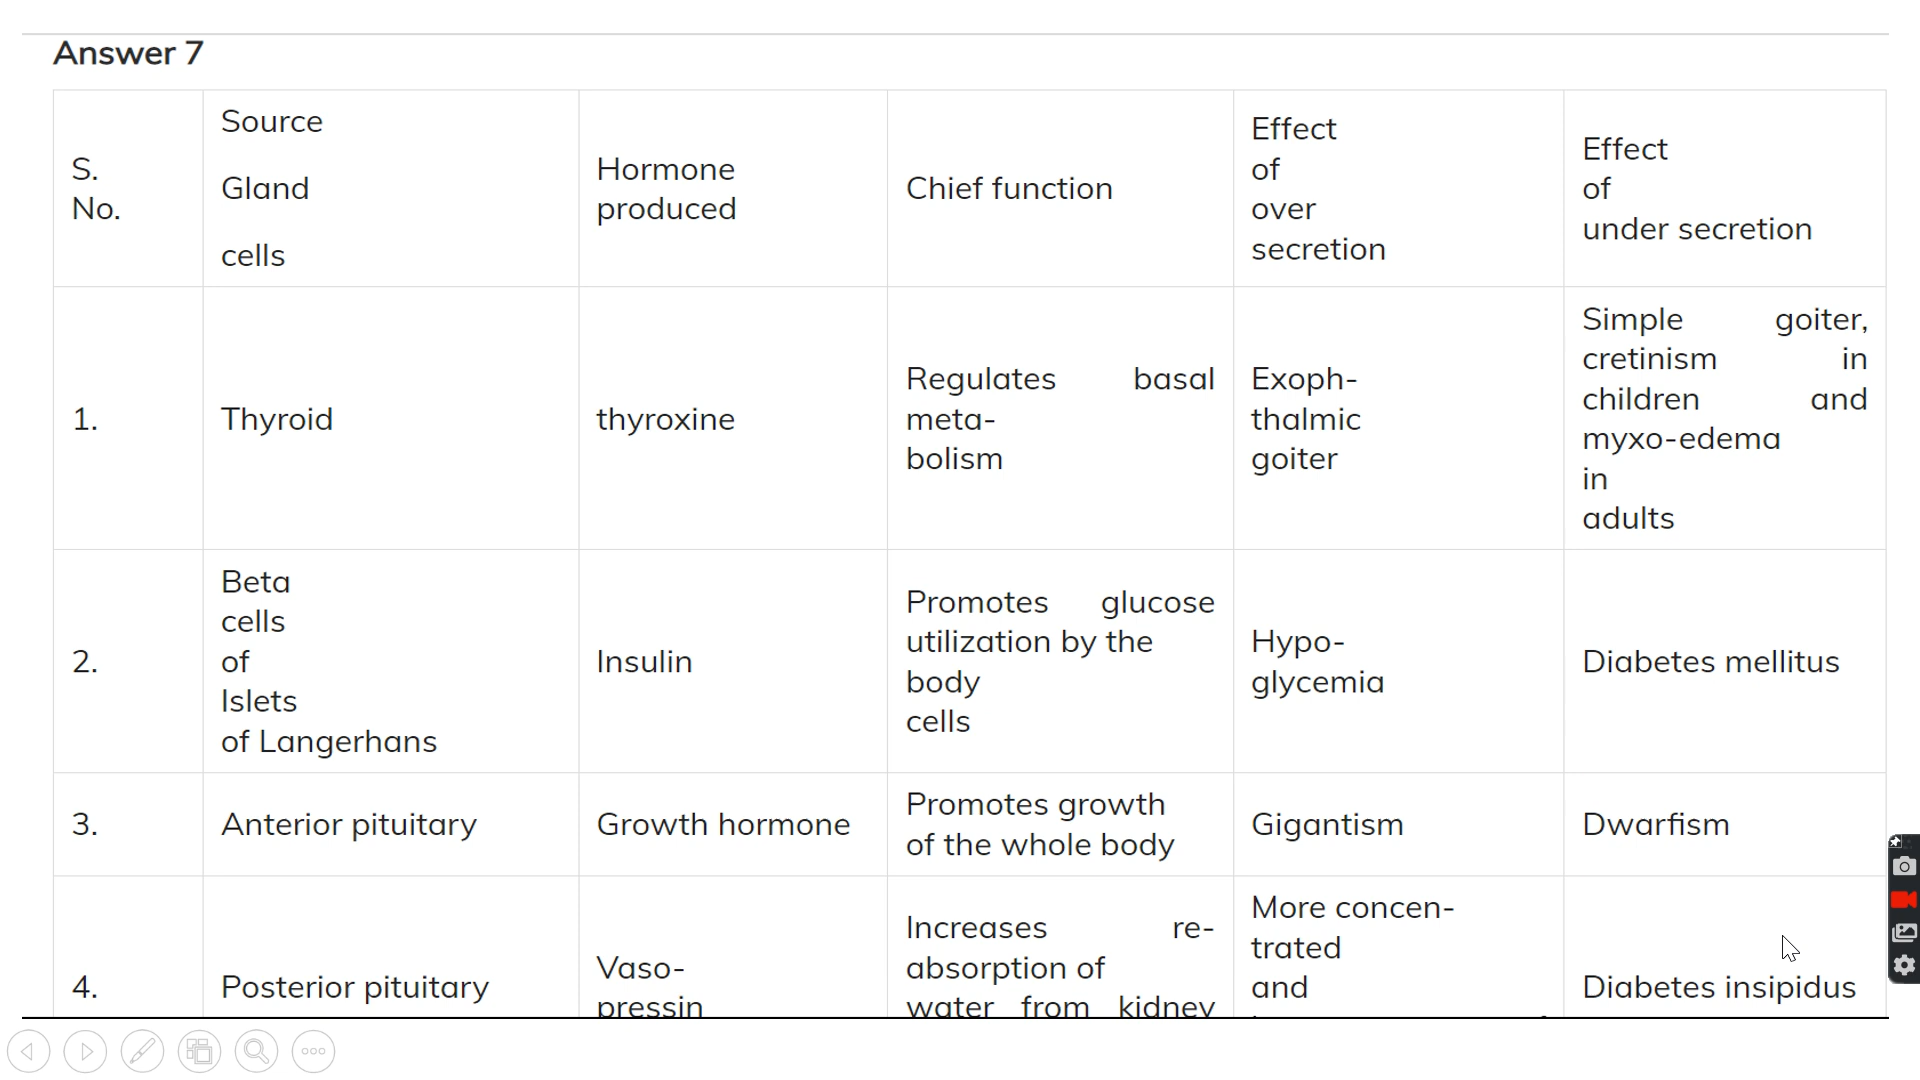 Answer 7
S.
No.
Source
Gland
cells
Hormone
produced
Chief function
Effect
of
over
secretion
Effect
of
under secretion
1.
Thyroid
thyroxine
Regulates basal
meta-
bolism
Exoph-
thalmic
goiter
Simple goiter,
cretinism in
children and
myxo-edema
in
adults
2.
Beta
cells
of
Islets
of Langerhans
Insulin
Promotes glucose
utilization by the
body
cells
Hypo-
glycemia
Diabetes mellitus
3.
Anterior pituitary
Growth hormone
Promotes growth
of the whole body
Gigantism
Dwarfism
4.
Posterior pituitary
Vaso-
pressin
Increases re-
absorption of
water from kidney
More concen-
trated
and
Diabetes insipidus